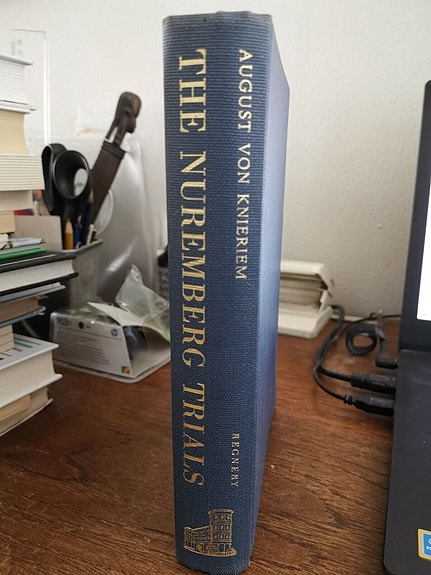 AUGUST VON KNIERIEM
THE NUREMBERG TRIALS
REGNERY